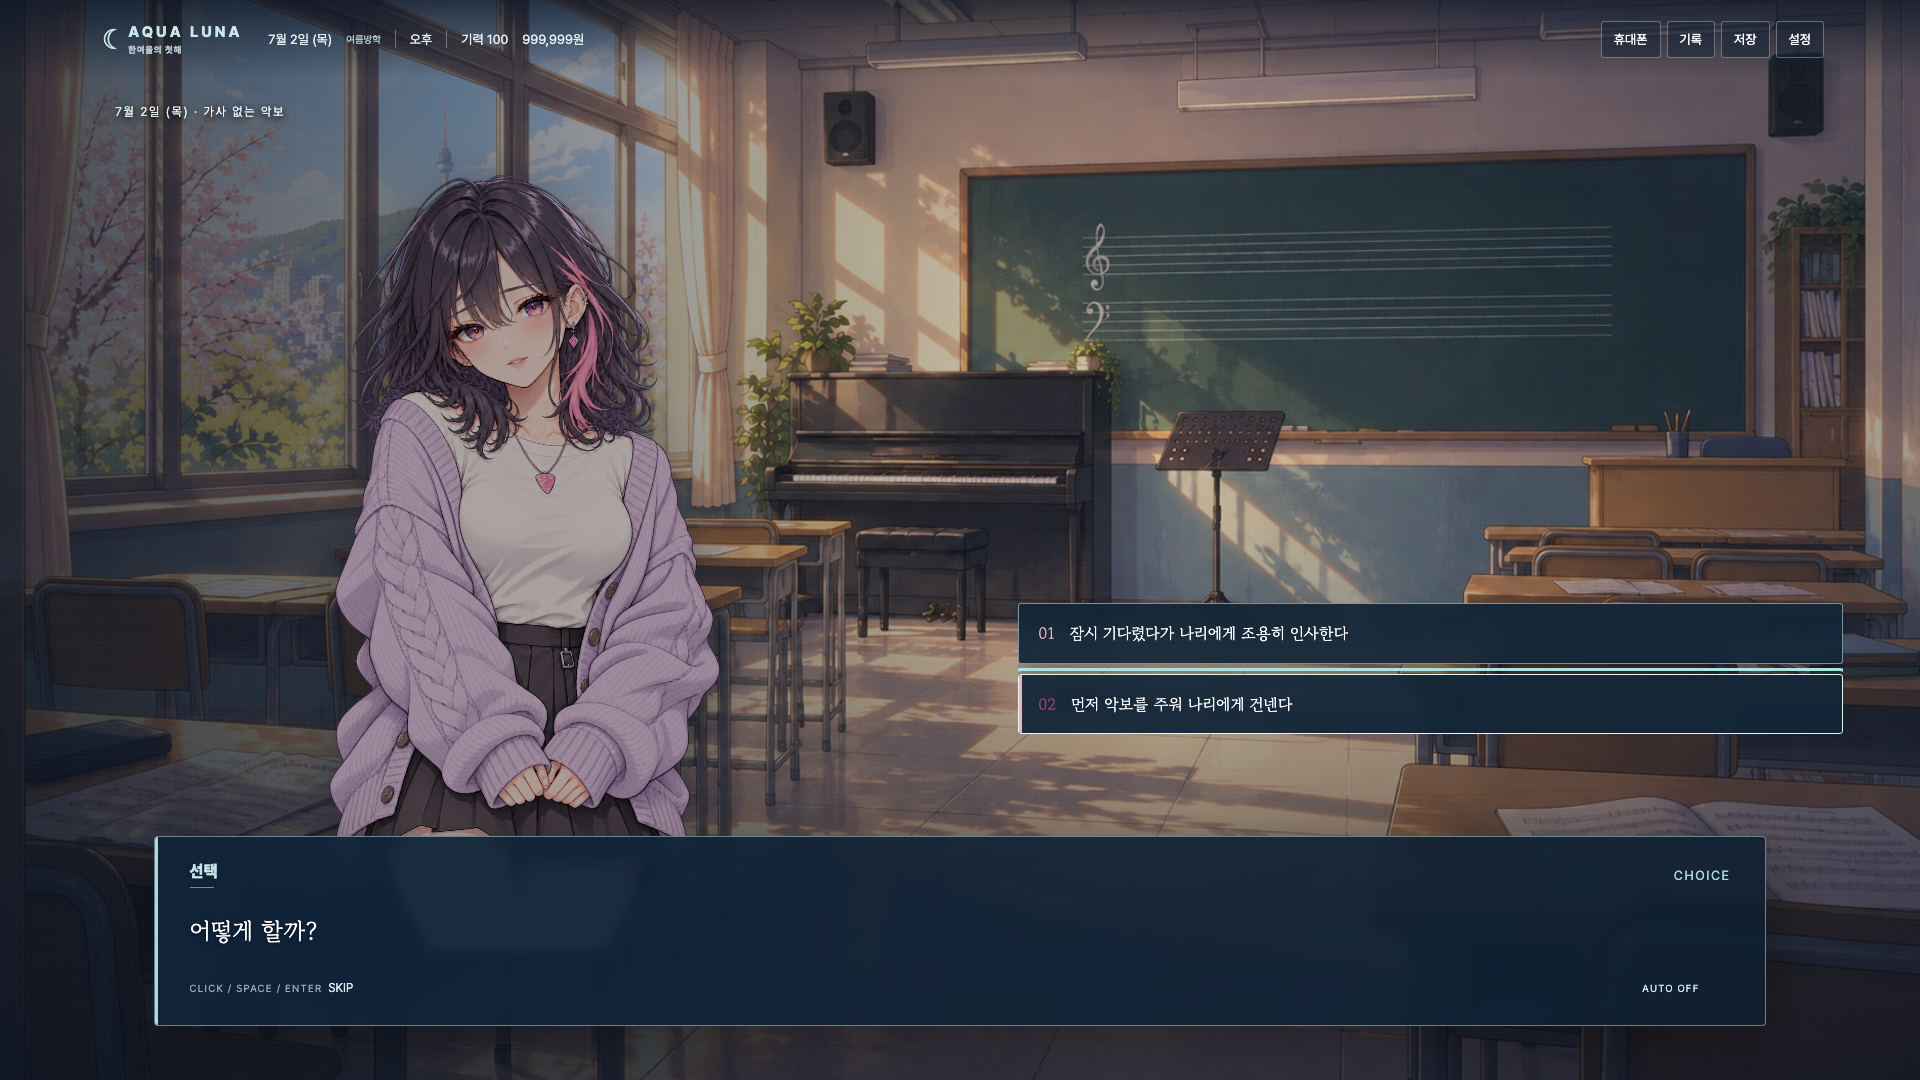 AQUA LUNA
한여울의 첫해
7월 2일 (목) 여름방학 오후 기력 100 999,999원
휴대폰 기록 저장 설정
7월 2일 (목) · 가사 없는 악보
01 잠시 기다렸다가 나리에게 조용히 인사한다
02 먼저 악보를 주워 나리에게 건넨다
선택
CHOICE
어떻게 할까?
CLICK / SPACE / ENTER SKIP
AUTO OFF